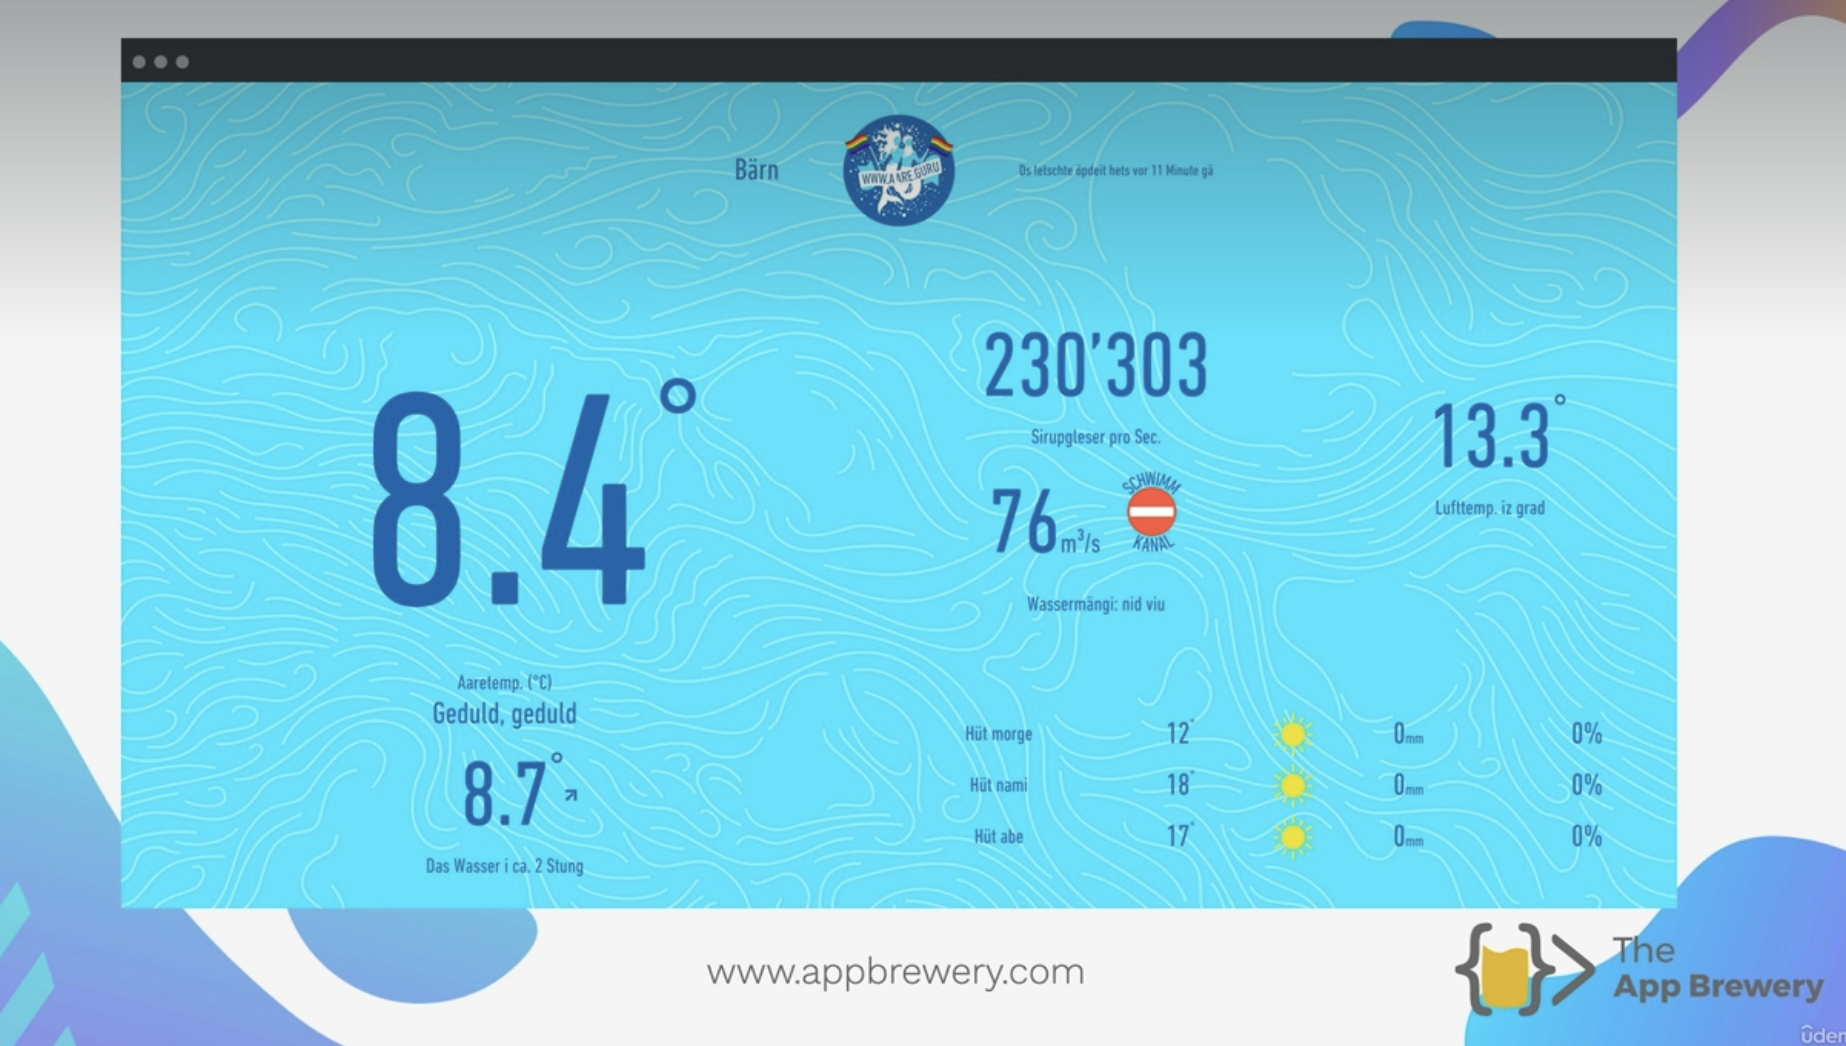 Bärn
WWW.AARE.GURU
Ds letschte öpdeit hets vor 11 Minute gä
8.4°
Aaretemp. (°C)
Geduld, geduld
8.7°
Das Wasser i ca. 2 Stung
230’303
Sirupgleser pro Sec.
76 m³/s
SCHWIMM
KANAL
Wassermängi: nid viu
13.3°
Lufttemp. iz grad
Hüt morge 12° 0mm 0%
Hüt nami 18° 0mm 0%
Hüt abe 17° 0mm 0%
www.appbrewery.com
The
App Brewery